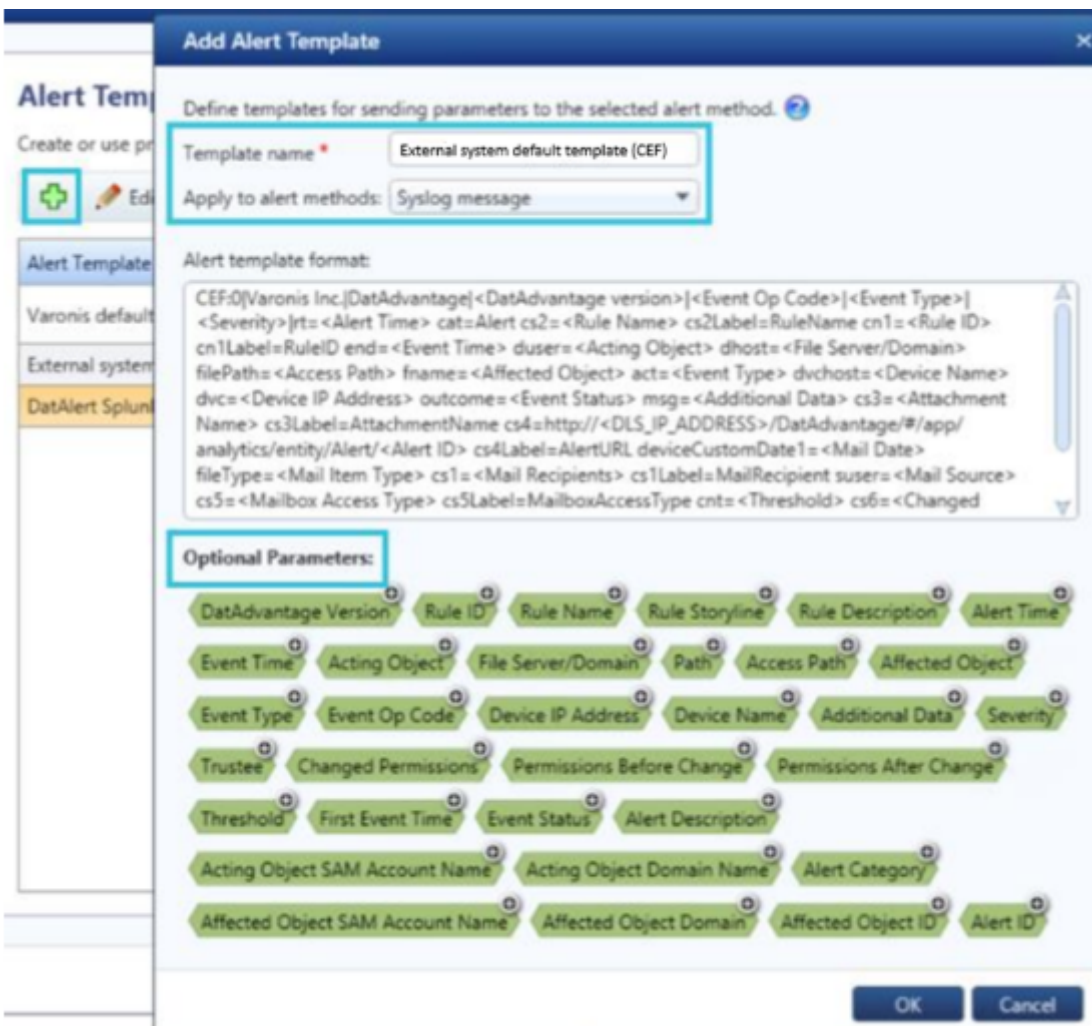 Add Alert Template
Alert Temp
Create or use pr
Edi
Alert Template
Varonis default
External system
DatAlert Splunk
Define templates for sending parameters to the selected alert method.
Template name *
External system default template (CEF)
Apply to alert methods: Syslog message
Alert template format:
CEF:0|Varonis Inc.|DatAdvantage|<DatAdvantage version>|<Event Op Code>|<Event Type>|
<Severity>|rt=<Alert Time> cat=Alert cs2=<Rule Name> cs2Label=RuleName cn1=<Rule ID>
cn1Label=RuleID end=<Event Time> duser=<Acting Object> dhost=<File Server/Domain>
filePath=<Access Path> fname=<Affected Object> act=<Event Type> dvchost=<Device Name>
dvc=<Device IP Address> outcome=<Event Status> msg=<Additional Data> cs3=<Attachment
Name> cs3Label=AttachmentName cs4=http://<DLS_IP_ADDRESS>/DatAdvantage/#/app/
analytics/entity/Alert/<Alert ID> cs4Label=AlertURL deviceCustomDate1=<Mail Date>
fileType=<Mail Item Type> cs1=<Mail Recipients> cs1Label=MailRecipient suser=<Mail Source>
cs5=<Mailbox Access Type> cs5Label=MailboxAccessType cnt=<Threshold> cs6=<Changed
Optional Parameters:
DatAdvantage Version Rule ID Rule Name Rule Storyline Rule Description Alert Time
Event Time Acting Object File Server/Domain Path Access Path Affected Object
Event Type Event Op Code Device IP Address Device Name Additional Data Severity
Trustee Changed Permissions Permissions Before Change Permissions After Change
Threshold First Event Time Event Status Alert Description
Acting Object SAM Account Name Acting Object Domain Name Alert Category
Affected Object SAM Account Name Affected Object Domain Affected Object ID Alert ID
OK Cancel